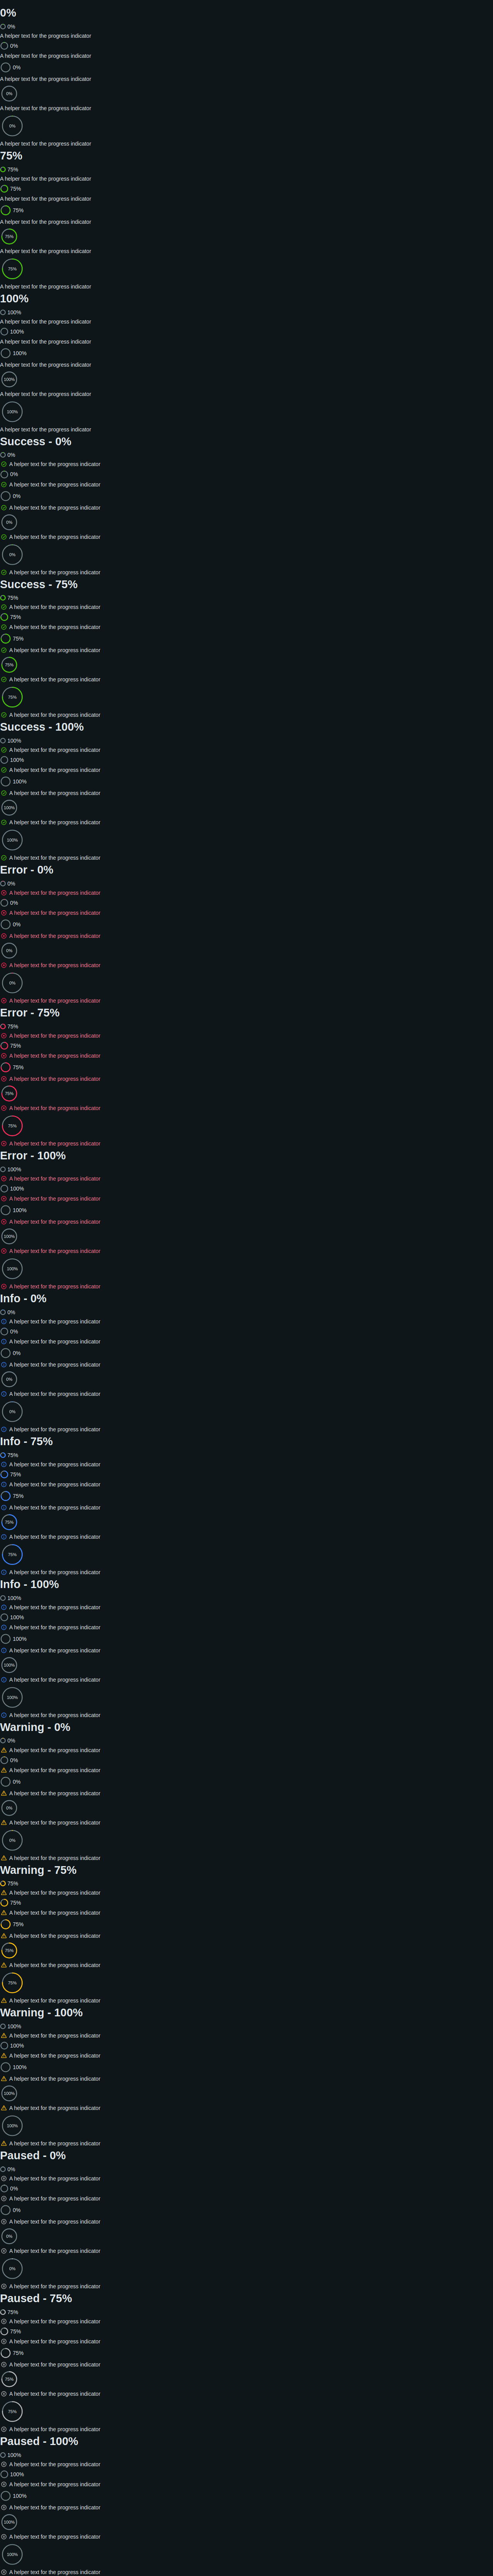 0%
0%
A helper text for the progress indicator
0%
A helper text for the progress indicator
0%
A helper text for the progress indicator
0%
A helper text for the progress indicator
0%
A helper text for the progress indicator
75%
75%
A helper text for the progress indicator
75%
A helper text for the progress indicator
75%
A helper text for the progress indicator
75%
A helper text for the progress indicator
75%
A helper text for the progress indicator
100%
100%
A helper text for the progress indicator
100%
A helper text for the progress indicator
100%
A helper text for the progress indicator
100%
A helper text for the progress indicator
100%
A helper text for the progress indicator
Success - 0%
0%
A helper text for the progress indicator
0%
A helper text for the progress indicator
0%
A helper text for the progress indicator
0%
A helper text for the progress indicator
0%
A helper text for the progress indicator
Success - 75%
75%
A helper text for the progress indicator
75%
A helper text for the progress indicator
75%
A helper text for the progress indicator
75%
A helper text for the progress indicator
75%
A helper text for the progress indicator
Success - 100%
100%
A helper text for the progress indicator
100%
A helper text for the progress indicator
100%
A helper text for the progress indicator
100%
A helper text for the progress indicator
100%
A helper text for the progress indicator
Error - 0%
0%
A helper text for the progress indicator
0%
A helper text for the progress indicator
0%
A helper text for the progress indicator
0%
A helper text for the progress indicator
0%
A helper text for the progress indicator
Error - 75%
75%
A helper text for the progress indicator
75%
A helper text for the progress indicator
75%
A helper text for the progress indicator
75%
A helper text for the progress indicator
75%
A helper text for the progress indicator
Error - 100%
100%
A helper text for the progress indicator
100%
A helper text for the progress indicator
100%
A helper text for the progress indicator
100%
A helper text for the progress indicator
100%
A helper text for the progress indicator
Info - 0%
0%
A helper text for the progress indicator
0%
A helper text for the progress indicator
0%
A helper text for the progress indicator
0%
A helper text for the progress indicator
0%
A helper text for the progress indicator
Info - 75%
75%
A helper text for the progress indicator
75%
A helper text for the progress indicator
75%
A helper text for the progress indicator
75%
A helper text for the progress indicator
75%
A helper text for the progress indicator
Info - 100%
100%
A helper text for the progress indicator
100%
A helper text for the progress indicator
100%
A helper text for the progress indicator
100%
A helper text for the progress indicator
100%
A helper text for the progress indicator
Warning - 0%
0%
A helper text for the progress indicator
0%
A helper text for the progress indicator
0%
A helper text for the progress indicator
0%
A helper text for the progress indicator
0%
A helper text for the progress indicator
Warning - 75%
75%
A helper text for the progress indicator
75%
A helper text for the progress indicator
75%
A helper text for the progress indicator
75%
A helper text for the progress indicator
75%
A helper text for the progress indicator
Warning - 100%
100%
A helper text for the progress indicator
100%
A helper text for the progress indicator
100%
A helper text for the progress indicator
100%
A helper text for the progress indicator
100%
A helper text for the progress indicator
Paused - 0%
0%
A helper text for the progress indicator
0%
A helper text for the progress indicator
0%
A helper text for the progress indicator
0%
A helper text for the progress indicator
0%
A helper text for the progress indicator
Paused - 75%
75%
A helper text for the progress indicator
75%
A helper text for the progress indicator
75%
A helper text for the progress indicator
75%
A helper text for the progress indicator
75%
A helper text for the progress indicator
Paused - 100%
100%
A helper text for the progress indicator
100%
A helper text for the progress indicator
100%
A helper text for the progress indicator
100%
A helper text for the progress indicator
100%
A helper text for the progress indicator